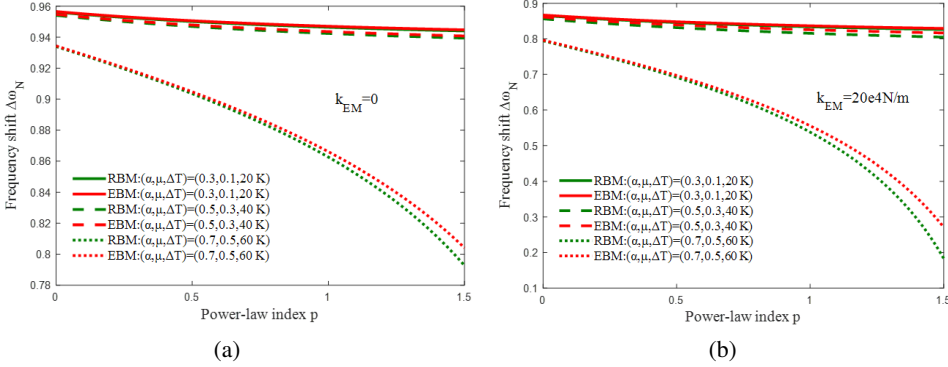 0.96
0.94
0.92
0.9
0.88
0.86
0.84
0.82
0.8
0.78
Frequency shift Δω_N
k_EM=0
RBM:(α,μ,ΔT)=(0.3,0.1,20 K)
EBM:(α,μ,ΔT)=(0.3,0.1,20 K)
RBM:(α,μ,ΔT)=(0.5,0.3,40 K)
EBM:(α,μ,ΔT)=(0.5,0.3,40 K)
RBM:(α,μ,ΔT)=(0.7,0.5,60 K)
EBM:(α,μ,ΔT)=(0.7,0.5,60 K)
0 0.5 1 1.5
Power-law index p
(a)
0.9
0.8
0.7
0.6
0.5
0.4
0.3
0.2
0.1
Frequency shift Δω_N
k_EM=20e4N/m
RBM:(α,μ,ΔT)=(0.3,0.1,20 K)
EBM:(α,μ,ΔT)=(0.3,0.1,20 K)
RBM:(α,μ,ΔT)=(0.5,0.3,40 K)
EBM:(α,μ,ΔT)=(0.5,0.3,40 K)
RBM:(α,μ,ΔT)=(0.7,0.5,60 K)
EBM:(α,μ,ΔT)=(0.7,0.5,60 K)
0 0.5 1 1.5
Power-law index p
(b)